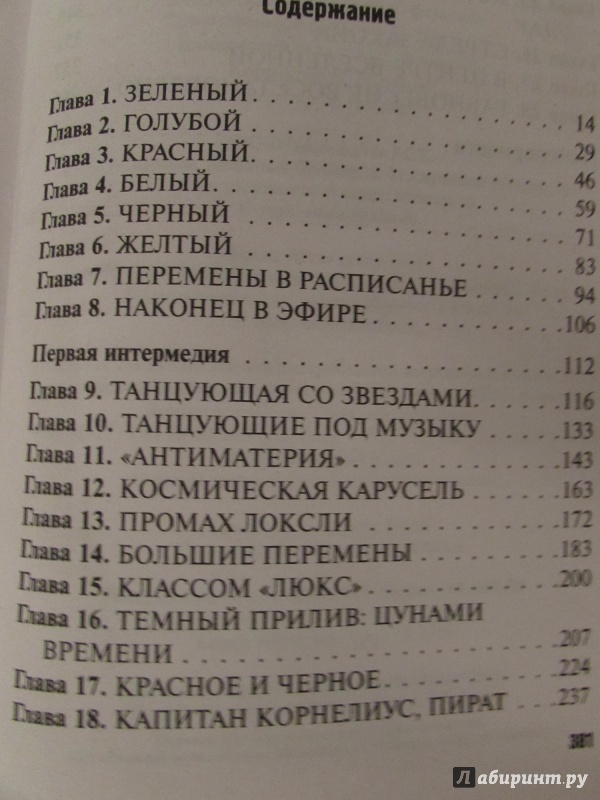 Содержание
Глава 1. ЗЕЛЕНЫЙ . . . . . . . . . . . . . . . . . . . . . . 14
Глава 2. ГОЛУБОЙ . . . . . . . . . . . . . . . . . . . . . . 29
Глава 3. КРАСНЫЙ. . . . . . . . . . . . . . . . . . . . . . 46
Глава 4. БЕЛЫЙ. . . . . . . . . . . . . . . . . . . . . . . . 59
Глава 5. ЧЕРНЫЙ . . . . . . . . . . . . . . . . . . . . . . 71
Глава 6. ЖЕЛТЫЙ . . . . . . . . . . . . . . . . . . . . . . 83
Глава 7. ПЕРЕМЕНЫ В РАСПИСАНЬЕ . . . . . . . 94
Глава 8. НАКОНЕЦ В ЭФИРЕ . . . . . . . . . . . . . 106
Первая интермедия . . . . . . . . . . . . . . . . . . . . . 112
Глава 9. ТАНЦУЮЩАЯ СО ЗВЕЗДАМИ. . . . . . 116
Глава 10. ТАНЦУЮЩИЕ ПОД МУЗЫКУ . . . . . . 133
Глава 11. «АНТИМАТЕРИЯ» . . . . . . . . . . . . . . 143
Глава 12. КОСМИЧЕСКАЯ КАРУСЕЛЬ . . . . . . . 163
Глава 13. ПРОМАХ ЛОКСЛИ . . . . . . . . . . . . . . 172
Глава 14. БОЛЬШИЕ ПЕРЕМЕНЫ . . . . . . . . . . 183
Глава 15. КЛАССОМ «ЛЮКС» . . . . . . . . . . . . . 200
Глава 16. ТЕМНЫЙ ПРИЛИВ: ЦУНАМИ
ВРЕМЕНИ . . . . . . . . . . . . . . . . . . . . . . . . . . 207
Глава 17. КРАСНОЕ И ЧЕРНОЕ. . . . . . . . . . . . 224
Глава 18. КАПИТАН КОРНЕЛИУС, ПИРАТ . . . 237
381
Лабиринт.ру